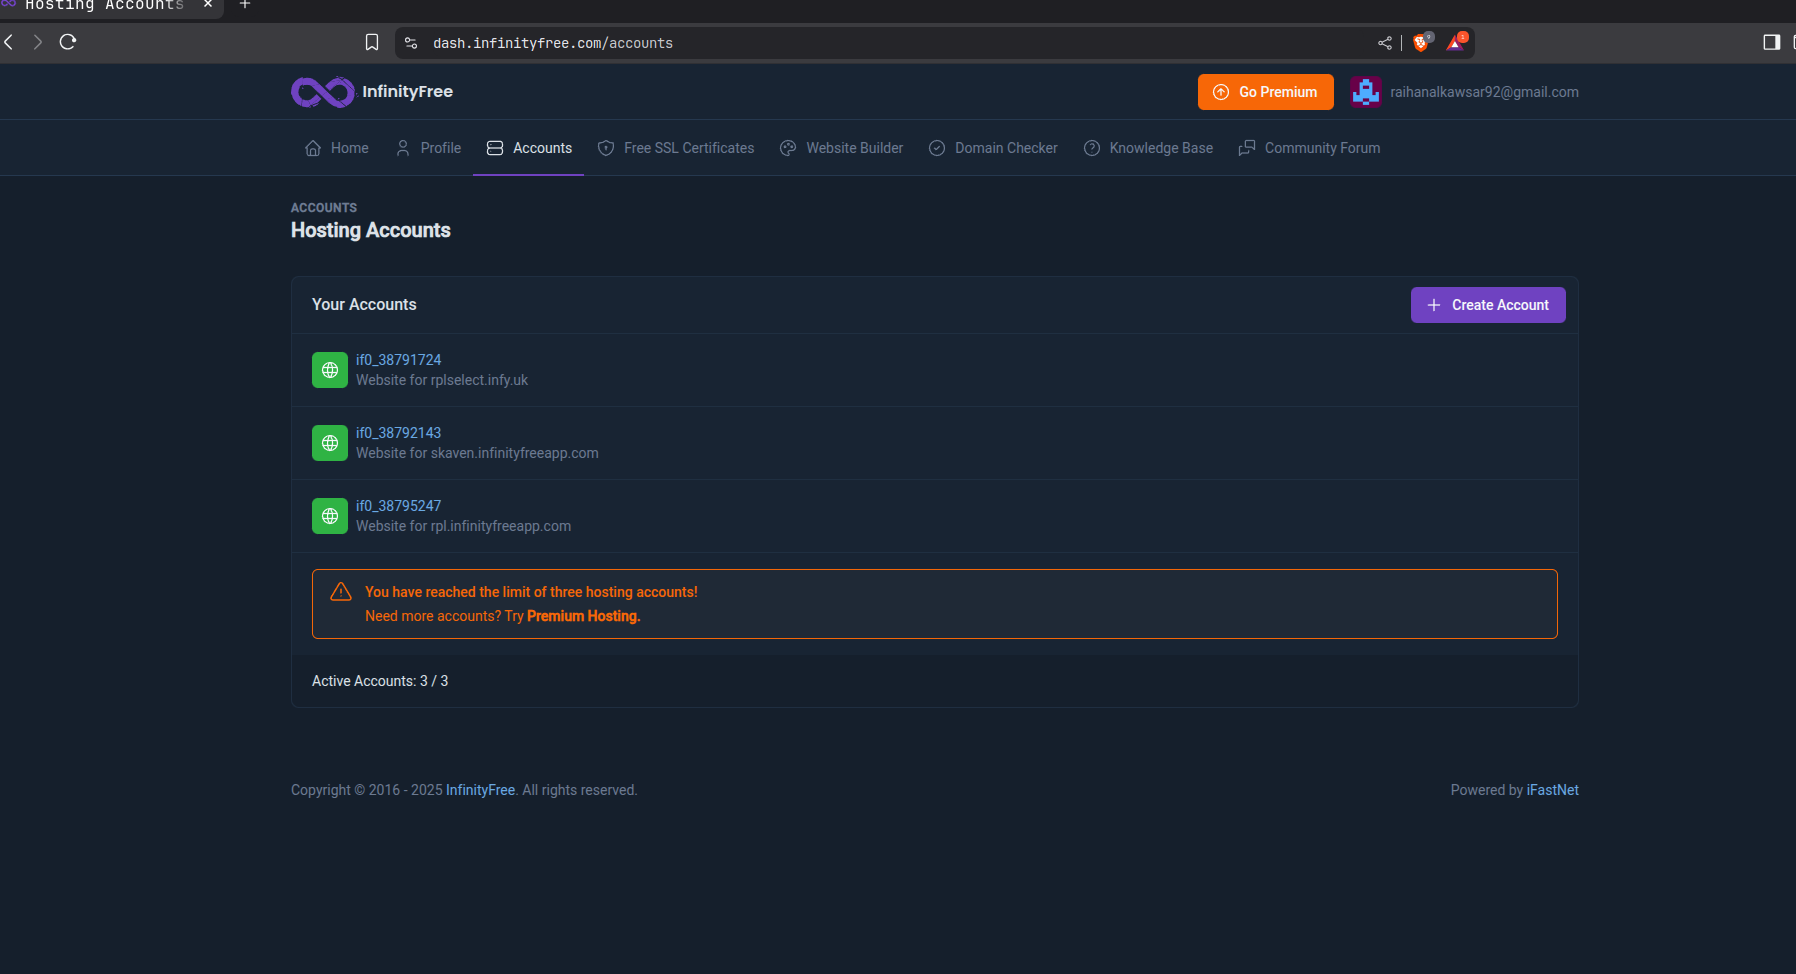 Hosting Accounts
dash.infinityfree.com/accounts
InfinityFree
Go Premium
raihanalkawsar92@gmail.com
Home
Profile
Accounts
Free SSL Certificates
Website Builder
Domain Checker
Knowledge Base
Community Forum
ACCOUNTS
Hosting Accounts
Your Accounts
Create Account
if0_38791724
Website for rplselect.infy.uk
if0_38792143
Website for skaven.infinityfreeapp.com
if0_38795247
Website for rpl.infinityfreeapp.com
You have reached the limit of three hosting accounts!
Need more accounts? Try Premium Hosting.
Active Accounts: 3 / 3
Copyright © 2016 - 2025 InfinityFree. All rights reserved.
Powered by iFastNet